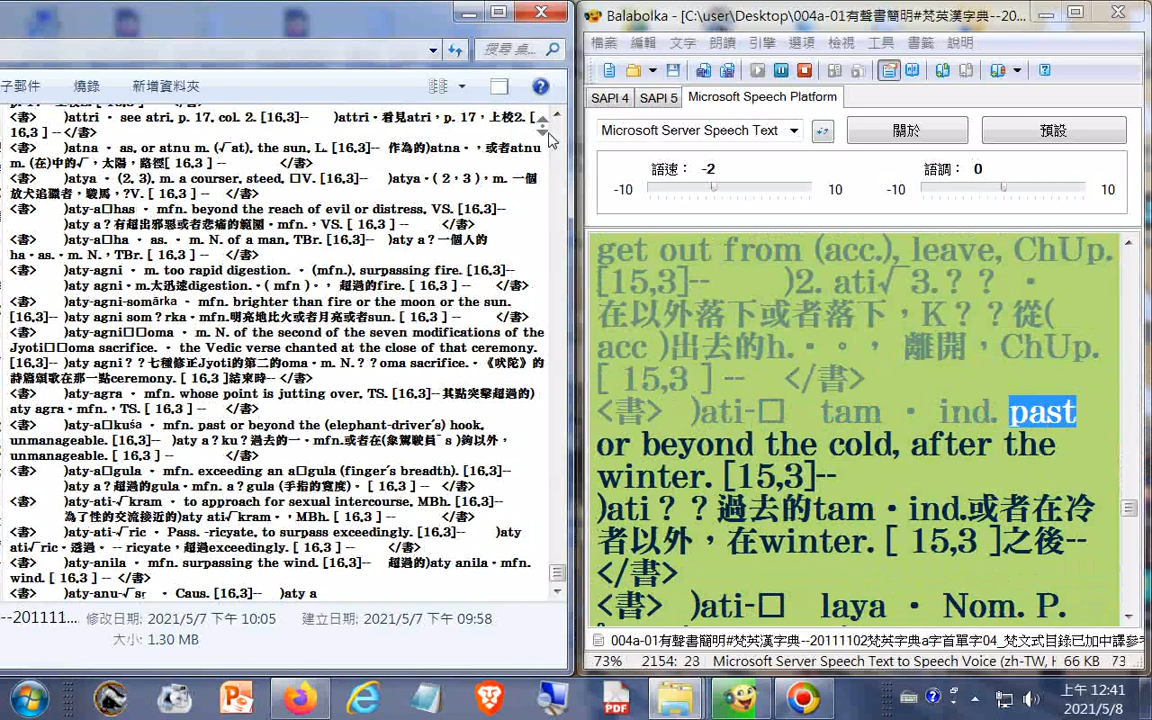 搜尋 桌...
子郵件 燒錄 新增資料夾
<書> )attri · see atri, p. 17, col. 2. [16.3]-- )attri·看見atri，p. 17，上校2. [
16.3 ] --</書>
<書> )atna · as, or atnu m. (√at), the sun, L. [16.3]-- 作為的)atna·，或者atnu
m. (在)中的√，太陽，路徑[ 16.3 ] </書>
<書> )atya · (2, 3), m. a courser, steed, □V. [16.3]-- )atya·( 2，3 )，m. 一個
放犬追獵者，駿馬，?V. [ 16.3 ] </書>
<書> )aty-a□has · mfn. beyond the reach of evil or distress, VS. [16.3]--
)aty a？有超出邪惡或者悲痛的範圍·mfn.，VS. [ 16.3 ] </書>
<書> )aty-a□ha · as. · m. N. of a man, TBr. [16.3]-- )aty a？一個人的
ha·as.·m. N.，TBr. [ 16.3 ] </書>
<書> )aty-agni · m. too rapid digestion. · (mfn.), surpassing fire. [16.3]--
)aty agni·m.太迅速digestion.·( mfn )·， 超過的fire. [ 16.3 ] </書>
<書> )aty-agni-somārka · mfn. brighter than fire or the moon or the sun.
[16,3]-- )aty agni som？rka·mfn.明亮地比火或者月亮或者sun. [ 16.3 ] </書>
<書> )aty-agni□□oma · m. N. of the second of the seven modifications of the
Jyoti□□oma sacrifice. · the Vedic verse chanted at the close of that ceremony.
[16,3]-- )aty agni？？七種修正Jyoti的第二的oma·m. N.？？oma sacrifice.·《吠陀》的
詩篇頌歌在那一點ceremony. [ 16.3 ]結束時--</書>
<書> )aty-agra · mfn. whose point is jutting over, TS. [16.3]-- 其點突擊超過的)
aty agra·mfn.，TS. [ 16.3 ] --</書>
<書> )aty-a□kuśa · mfn. past or beyond the (elephant-driver's) hook,
unmanageable. [16.3]-- )aty a？ku？過去的一·mfn.或者在(象駕駛員~s )鉤以外，
unmanageable. [ 16.3 ] </書>
<書> )aty-a□gula · mfn. exceeding an a□gula (finger's breadth). [16.3]--
)aty a？超過的gula·mfn. a？gula (手指的寬度)。[ 16.3 ] </書>
<書> )aty-ati-√kram · to approach for sexual intercourse, MBh. [16.3]--
為了性的交流接近的)aty ati√kram·，MBh. [ 16.3 ] </書>
<書> )aty-ati-√ric · Pass. -ricyate, to surpass exceedingly. [16.3]-- )aty
ati√ric·透過。-- ricyate，超過exceedingly. [ 16.3 ] </書>
<書> )aty-anila · mfn. surpassing the wind. [16.3]-- 超過的)aty anila·mfn.
wind. [ 16.3 ] --</書>
<書> )aty-anu-√sṛ · Caus. [16.3]-- )aty a
--201111... 修改日期: 2021/5/7 下午 10:05 建立日期: 2021/5/7 下午 09:58
大小: 1.30 MB
Balabolka - [C:\user\Desktop\004a-01有聲書簡明#梵英漢字典--20...
檔案 編輯 文字 朗讀 引擎 選項 檢視 工具 書籤 說明
SAPI 4 SAPI 5 Microsoft Speech Platform
Microsoft Server Speech Text 關於 預設
語速: -2 語調: 0
-10 10 -10 10
get out from (acc.), leave, ChUp.
[15,3]-- )2. ati√ 3.？？ ·
在以外落下或者落下，K？？從(
acc )出去的h.·。， 離開，ChUp.
[ 15,3 ] -- </書>
<書> )ati-□ tam · ind. past
or beyond the cold, after the
winter. [15,3]--
)ati？？過去的tam·ind.或者在冷
者以外，在winter. [ 15,3 ]之後--
</書>
<書> )ati-□ laya · Nom. P.
004a-01有聲書簡明#梵英漢字典--20111102梵英字典a字首單字04_梵文式目錄已加中譯參考
73% 2154: 23 Microsoft Server Speech Text to Speech Voice (zh-TW, H 66 KB 73
PDF
上午 12:41
2021/5/8